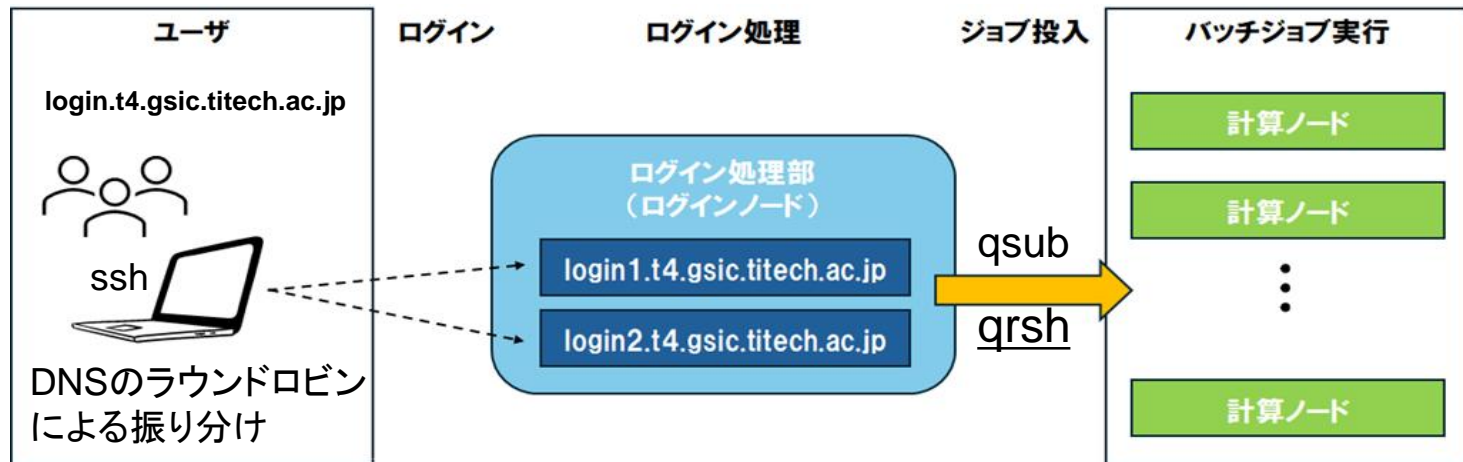 ユーザ
ログイン
ログイン処理
ジョブ投入
バッチジョブ実行
login.t4.gsic.titech.ac.jp
ssh
DNSのラウンドロビン
による振り分け
ログイン処理部
（ログインノード）
login1.t4.gsic.titech.ac.jp
login2.t4.gsic.titech.ac.jp
qsub
qrsh
計算ノード
計算ノード
計算ノード